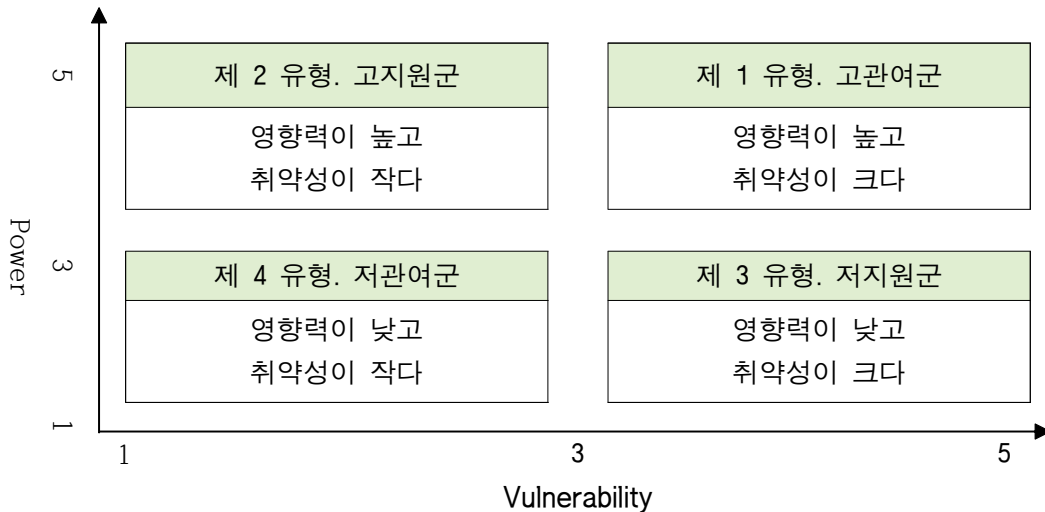 5
제 2 유형. 고지원군
영향력이 높고
취약성이 작다
제 1 유형. 고관여군
영향력이 높고
취약성이 크다
Power
3
제 4 유형. 저관여군
영향력이 낮고
취약성이 작다
제 3 유형. 저지원군
영향력이 낮고
취약성이 크다
1
1
3
5
Vulnerability